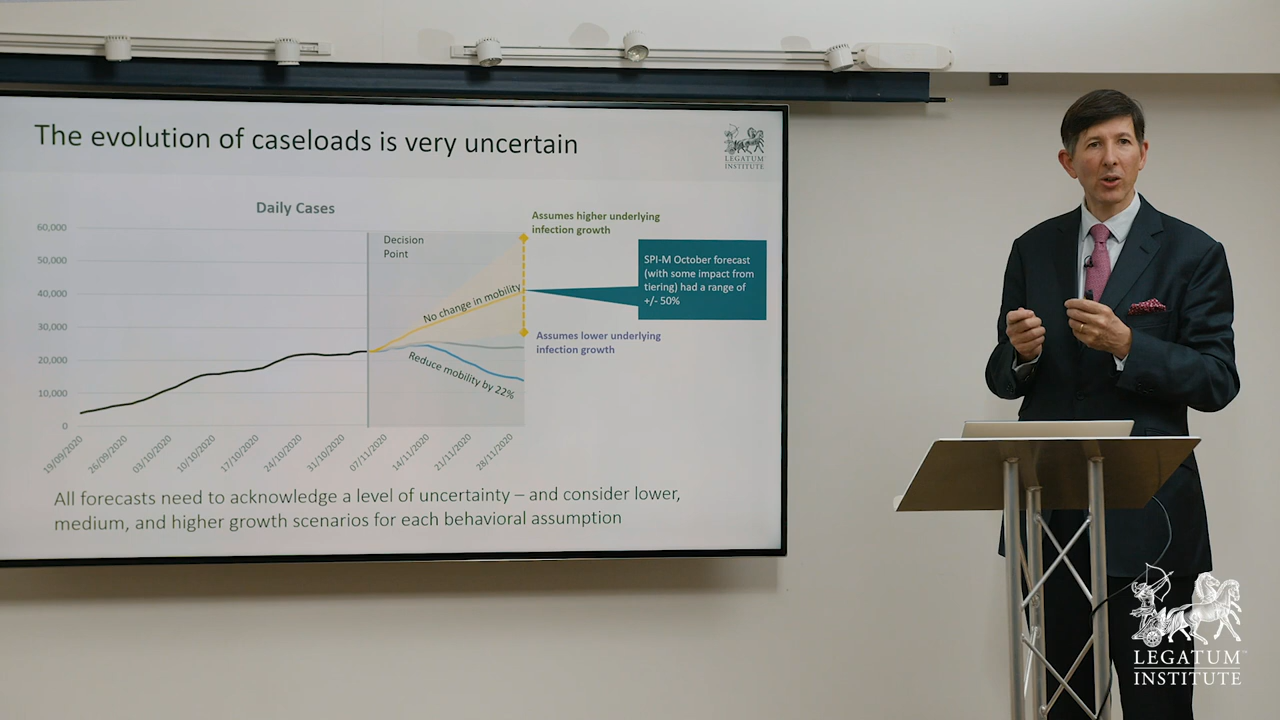 The evolution of caseloads is very uncertain
LEGATUM
INSTITUTE
Daily Cases
60,000
50,000
40,000
30,000
20,000
10,000
0
Decision
Point
Assumes higher underlying
infection growth
SPI-M October forecast
(with some impact from
tiering) had a range of
+/- 50%
No change in mobility
Assumes lower underlying
infection growth
Reduce mobility by 22%
19/09/2020
26/09/2020
03/10/2020
10/10/2020
17/10/2020
24/10/2020
31/10/2020
07/11/2020
14/11/2020
21/11/2020
28/11/2020
All forecasts need to acknowledge a level of uncertainty – and consider lower,
medium, and higher growth scenarios for each behavioral assumption
LEGATUM™
INSTITUTE